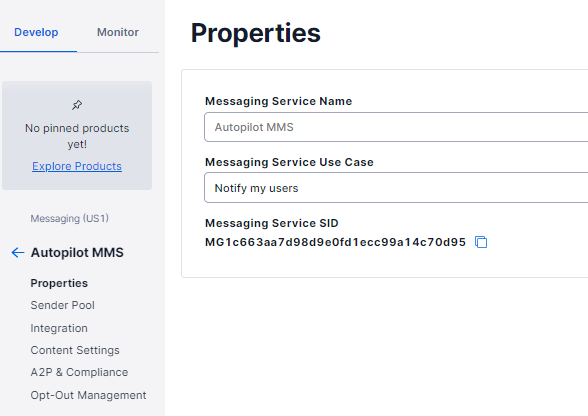 Develop
Monitor
No pinned products
yet!
Explore Products
Messaging (US1)
Autopilot MMS
Properties
Sender Pool
Integration
Content Settings
A2P & Compliance
Opt-Out Management
Properties
Messaging Service Name
Autopilot MMS
Messaging Service Use Case
Notify my users
Messaging Service SID
MG1c663aa7d98d9e0fd1ecc99a14c70d95